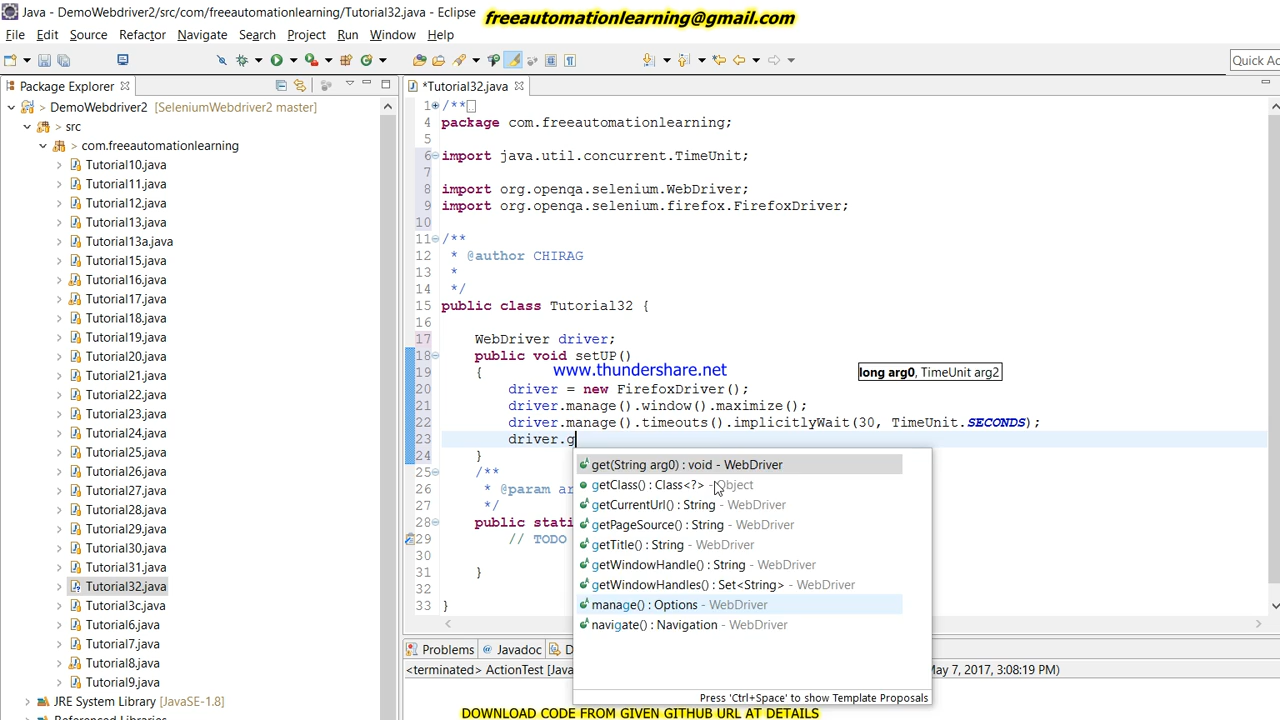 Java - DemoWebdriver2/src/com/freeautomationlearning/Tutorial32.java - Eclipse
freeautomationlearning@gmail.com
File Edit Source Refactor Navigate Search Project Run Window Help
Quick Ac
Package Explorer
*Tutorial32.java
DemoWebdriver2 [SeleniumWebdriver2 master]
src
com.freeautomationlearning
Tutorial10.java
Tutorial11.java
Tutorial12.java
Tutorial13.java
Tutorial13a.java
Tutorial15.java
Tutorial16.java
Tutorial17.java
Tutorial18.java
Tutorial19.java
Tutorial20.java
Tutorial21.java
Tutorial22.java
Tutorial23.java
Tutorial24.java
Tutorial25.java
Tutorial26.java
Tutorial27.java
Tutorial28.java
Tutorial29.java
Tutorial30.java
Tutorial31.java
Tutorial32.java
Tutorial3c.java
Tutorial6.java
Tutorial7.java
Tutorial8.java
Tutorial9.java
JRE System Library [JavaSE-1.8]
Referenced Libraries
1 /**
4 package com.freeautomationlearning;
5
6 import java.util.concurrent.TimeUnit;
7
8 import org.openqa.selenium.WebDriver;
9 import org.openqa.selenium.firefox.FirefoxDriver;
10
11 /**
12 * @author CHIRAG
13 *
14 */
15 public class Tutorial32 {
16
17 WebDriver driver;
18 public void setUP()
www.thundershare.net
long arg0, TimeUnit arg2
19 {
20 driver = new FirefoxDriver();
21 driver.manage().window().maximize();
22 driver.manage().timeouts().implicitlyWait(30, TimeUnit.SECONDS);
23 driver.g
24 }
25 /**
26 * @param ar
27 */
28 public stati
29 // TODO
30
31 }
32
33 }
get(String arg0) : void - WebDriver
getClass() : Class<?> - Object
getCurrentUrl() : String - WebDriver
getPageSource() : String - WebDriver
getTitle() : String - WebDriver
getWindowHandle() : String - WebDriver
getWindowHandles() : Set<String> - WebDriver
manage() : Options - WebDriver
navigate() : Navigation - WebDriver
Press 'Ctrl+Space' to show Template Proposals
Problems @ Javadoc D
<terminated> ActionTest [Java
May 7, 2017, 3:08:19 PM)
DOWNLOAD CODE FROM GIVEN GITHUB URL AT DETAILS